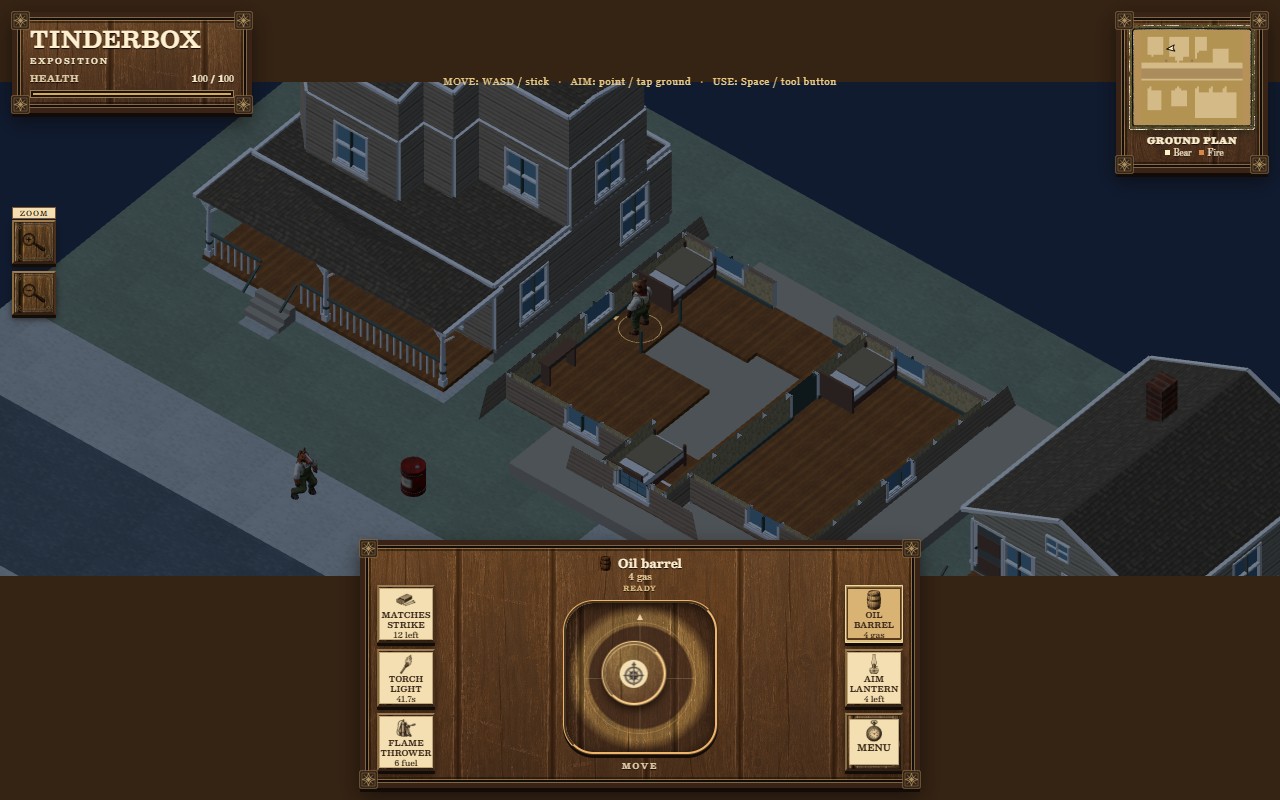 TINDERBOX
EXPOSITION
HEALTH 100 / 100
MOVE: WASD / stick · AIM: point / tap ground · USE: Space / tool button
GROUND PLAN
Bear Fire
ZOOM
Oil barrel
4 gas
READY
MATCHES
STRIKE
12 left
TORCH
LIGHT
41.7s
FLAME
THROWER
6 fuel
OIL
BARREL
4 gas
AIM
LANTERN
4 left
MENU
MOVE